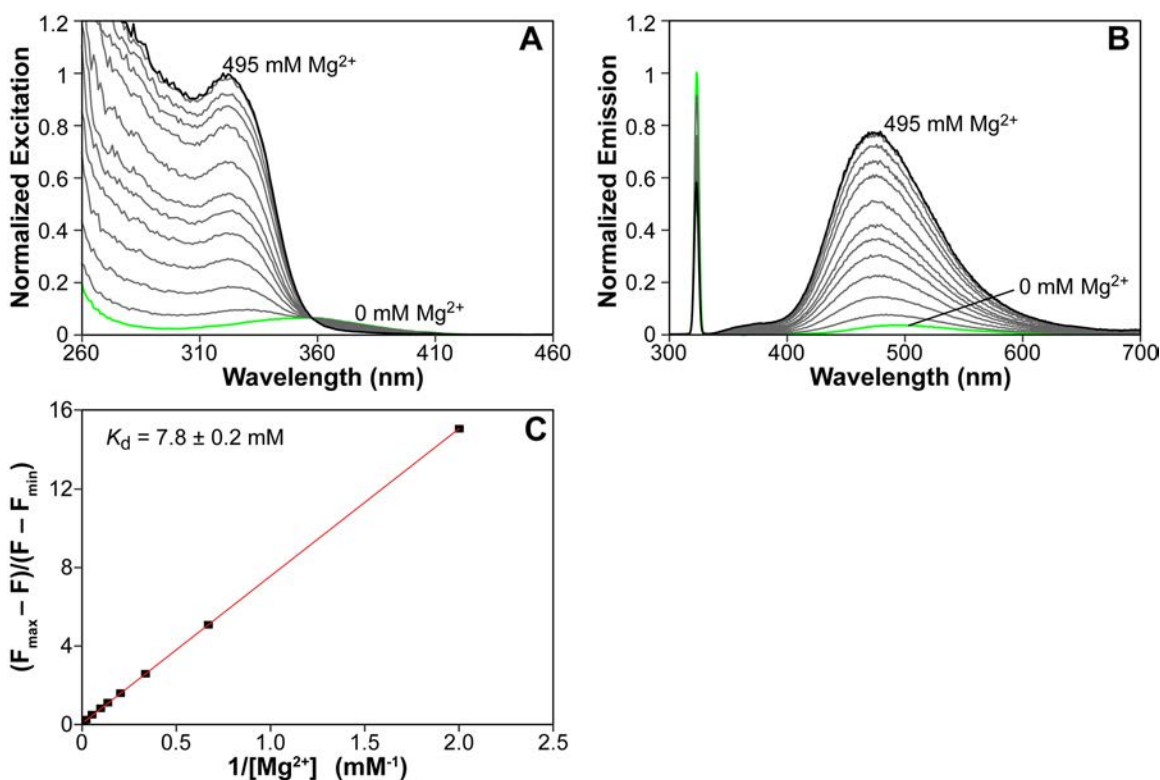 A
Normalized Excitation
1.2
1
0.8
0.6
0.4
0.2
0
495 mM Mg²⁺
0 mM Mg²⁺
260 310 360 410 460
Wavelength (nm)
B
Normalized Emission
1.2
1
0.8
0.6
0.4
0.2
0
495 mM Mg²⁺
0 mM Mg²⁺
300 400 500 600 700
Wavelength (nm)
C
(Fmax – F)/(F – Fmin)
16
12
8
4
0
Kd = 7.8 ± 0.2 mM
0 0.5 1.0 1.5 2.0 2.5
1/[Mg²⁺] (mM⁻¹)